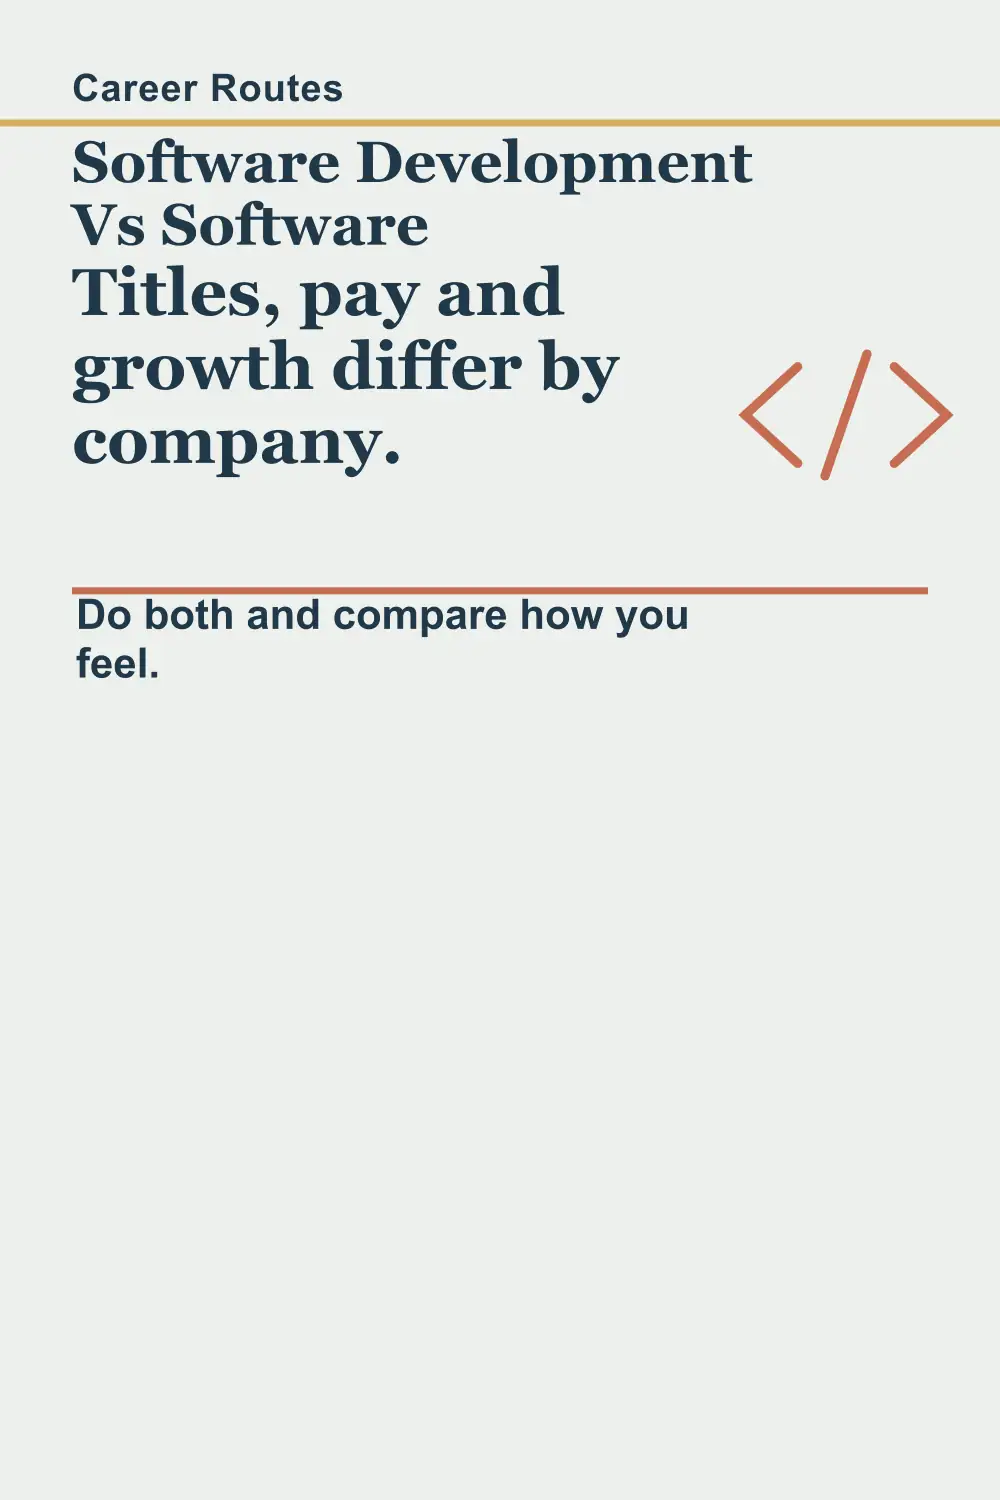 Career Routes
Software Development
Vs Software
Titles, pay and
growth differ by
company.
</>
Do both and compare how you
feel.